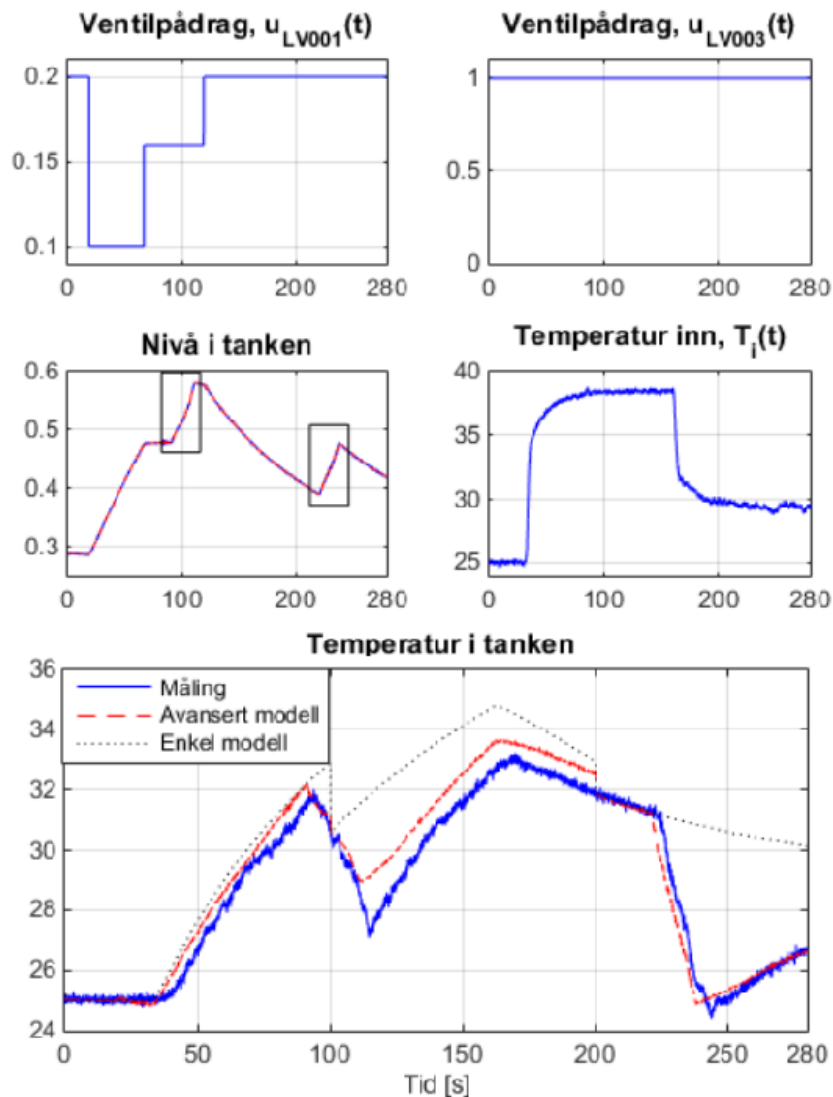 Ventilpådrag, u_LV001(t)
Ventilpådrag, u_LV003(t)
0.2
0.15
0.1
0 100 200 280
1
0.5
0
0 100 200 280
Nivå i tanken
Temperatur inn, T_i(t)
0.6
0.5
0.4
0.3
0 100 200 280
40
35
30
25
0 100 200 280
Temperatur i tanken
36
34
32
30
28
26
24
Måling
Avansert modell
Enkel modell
0 50 100 150 200 250 280
Tid [s]